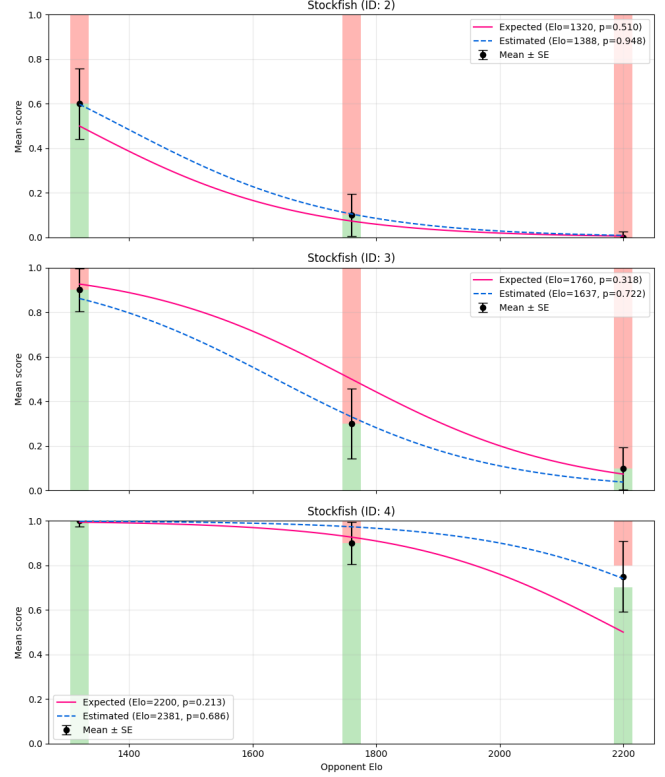 Stockfish (ID: 2)
1.0
0.8
0.6
0.4
0.2
0.0
Mean score
Expected (Elo=1320, p=0.510)
Estimated (Elo=1388, p=0.948)
Mean ± SE
Stockfish (ID: 3)
1.0
0.8
0.6
0.4
0.2
0.0
Mean score
Expected (Elo=1760, p=0.318)
Estimated (Elo=1637, p=0.722)
Mean ± SE
Stockfish (ID: 4)
1.0
0.8
0.6
0.4
0.2
0.0
Mean score
Expected (Elo=2200, p=0.213)
Estimated (Elo=2381, p=0.686)
Mean ± SE
1400 1600 1800 2000 2200
Opponent Elo